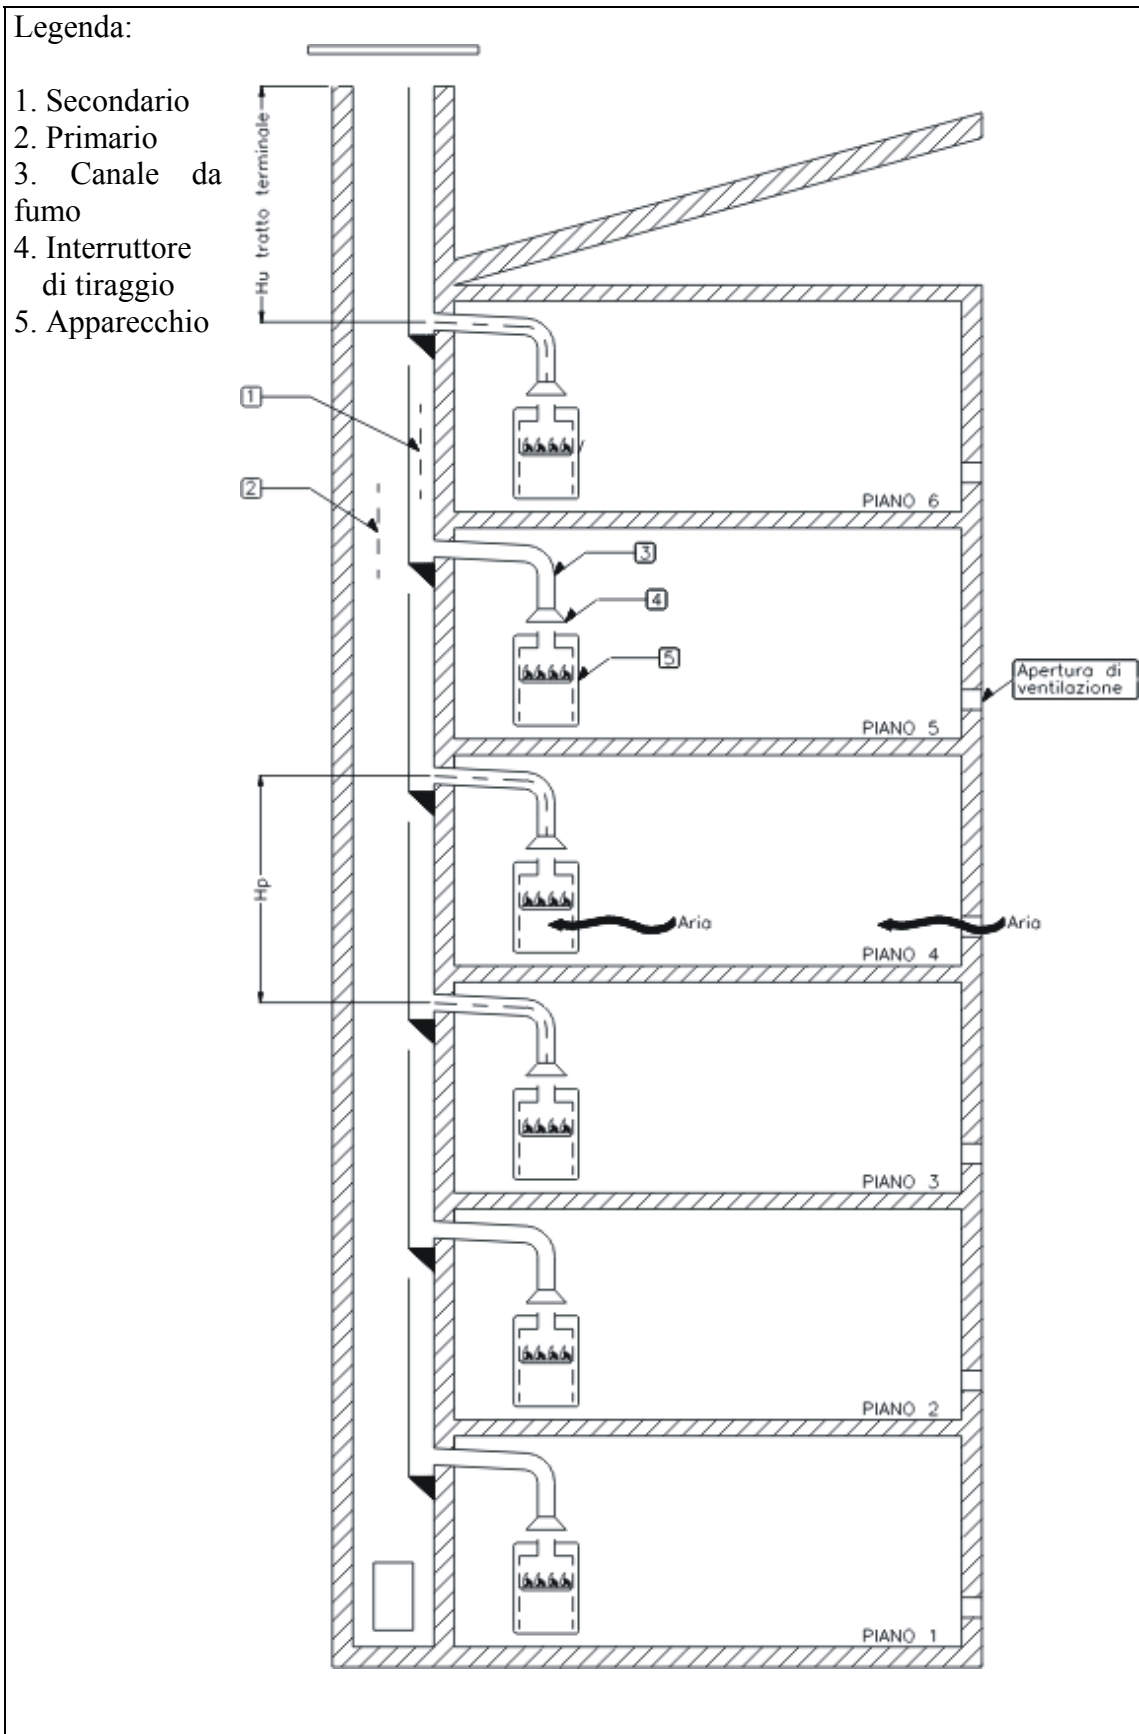 Legenda:
1. Secondario
2. Primario
3. Canale da
fumo
4. Interruttore
di tiraggio
5. Apparecchio
Hu tratto terminale
1
2
PIANO 6
3
4
5
Apertura di
ventilazione
PIANO 5
Hp
Aria
Aria
PIANO 4
PIANO 3
PIANO 2
PIANO 1